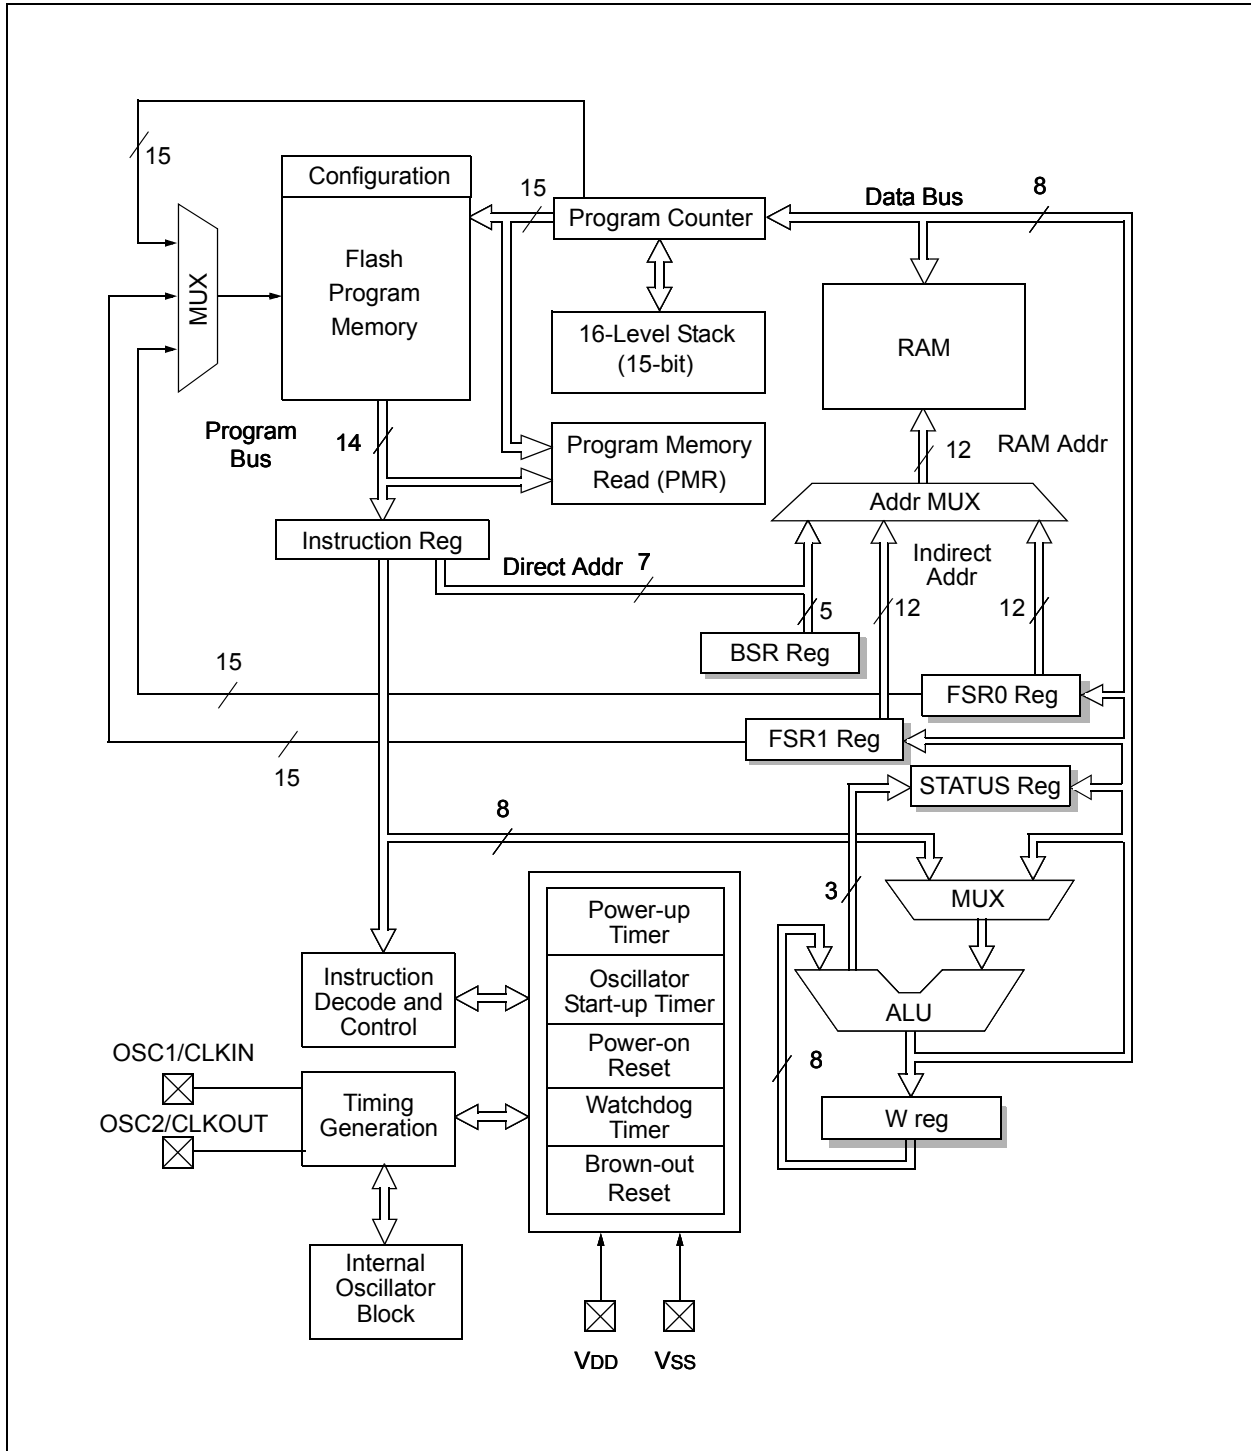 15
Configuration
Flash
Program
Memory
MUX
15
Program Counter
Data Bus
8
16-Level Stack
(15-bit)
RAM
Program
Bus
14
Program Memory
Read (PMR)
12
RAM Addr
Addr MUX
Instruction Reg
Direct Addr
7
Indirect
Addr
5
12
12
BSR Reg
15
FSR0 Reg
15
FSR1 Reg
STATUS Reg
8
3
MUX
Power-up
Timer
Oscillator
Start-up Timer
Power-on
Reset
Watchdog
Timer
Brown-out
Reset
Instruction
Decode and
Control
ALU
8
W reg
OSC1/CLKIN
OSC2/CLKOUT
Timing
Generation
Internal
Oscillator
Block
VDD
VSS